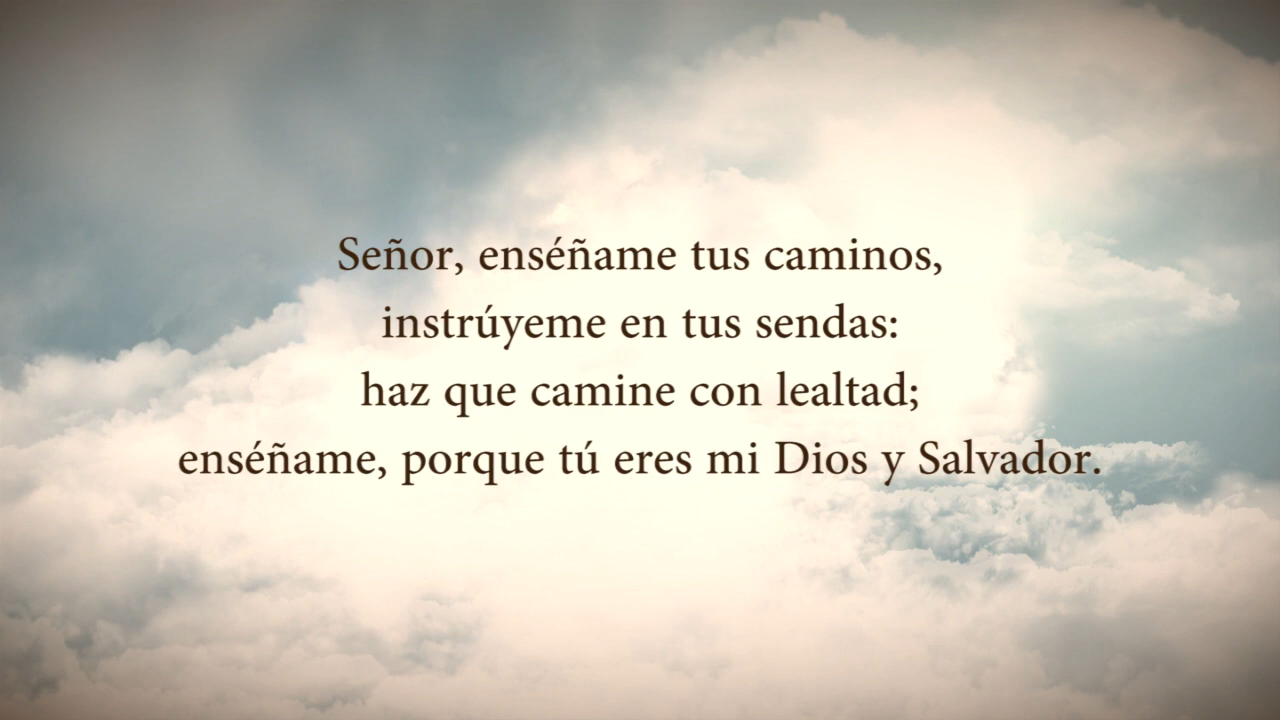 Señor, enséñame tus caminos,
instrúyeme en tus sendas:
haz que camine con lealtad;
enséñame, porque tú eres mi Dios y Salvador.